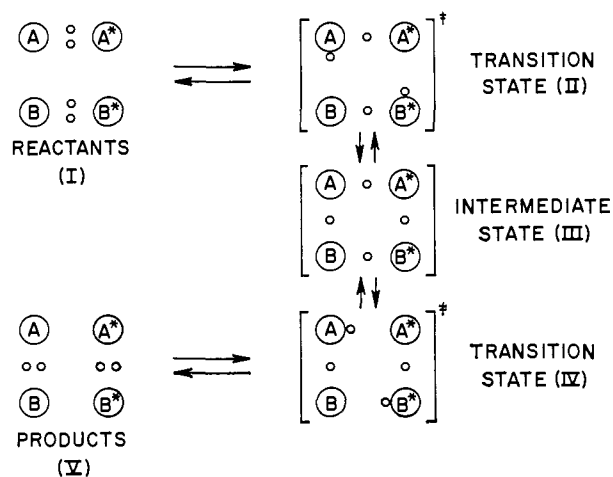 A A* A A* ‡
B B* B B*
TRANSITION
STATE (II)
REACTANTS
(I)
A A*
B B*
INTERMEDIATE
STATE (III)
A A* A A* ‡
B B* B B*
TRANSITION
STATE (IV)
PRODUCTS
(V)